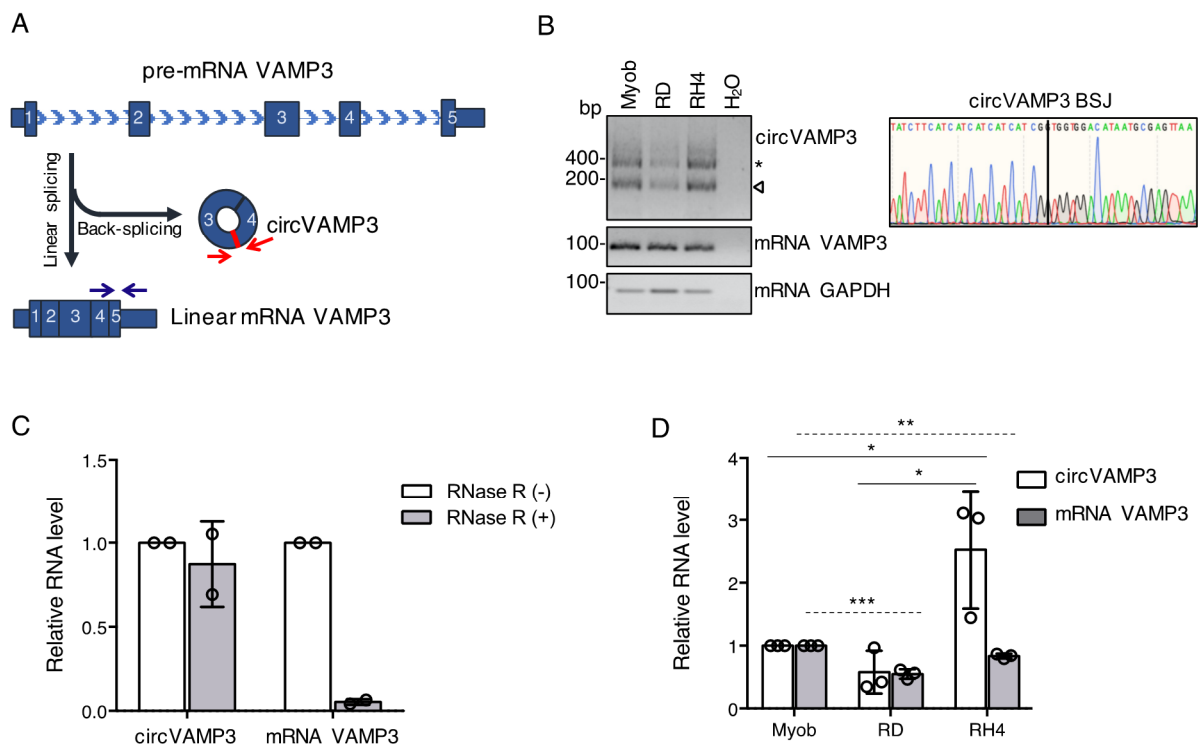 A
pre-mRNA VAMP3
1 2 3 4 5
Linear splicing
Back-splicing
3 4
circVAMP3
1 2 3 4 5
Linear mRNA VAMP3
B
Myob RD RH4 H₂O
bp
circVAMP3
400- *
200-
100- mRNA VAMP3
100- mRNA GAPDH
circVAMP3 BSJ
TATCTTCATCATCATCATCATCGGTGGTGGACATAATGCGAGTTAA
C
Relative RNA level
1.5
1.0
0.5
0.0
circVAMP3 mRNA VAMP3
RNase R (-)
RNase R (+)
D
Relative RNA level
4
3
2
1
0
**
*
*
***
Myob RD RH4
circVAMP3
mRNA VAMP3